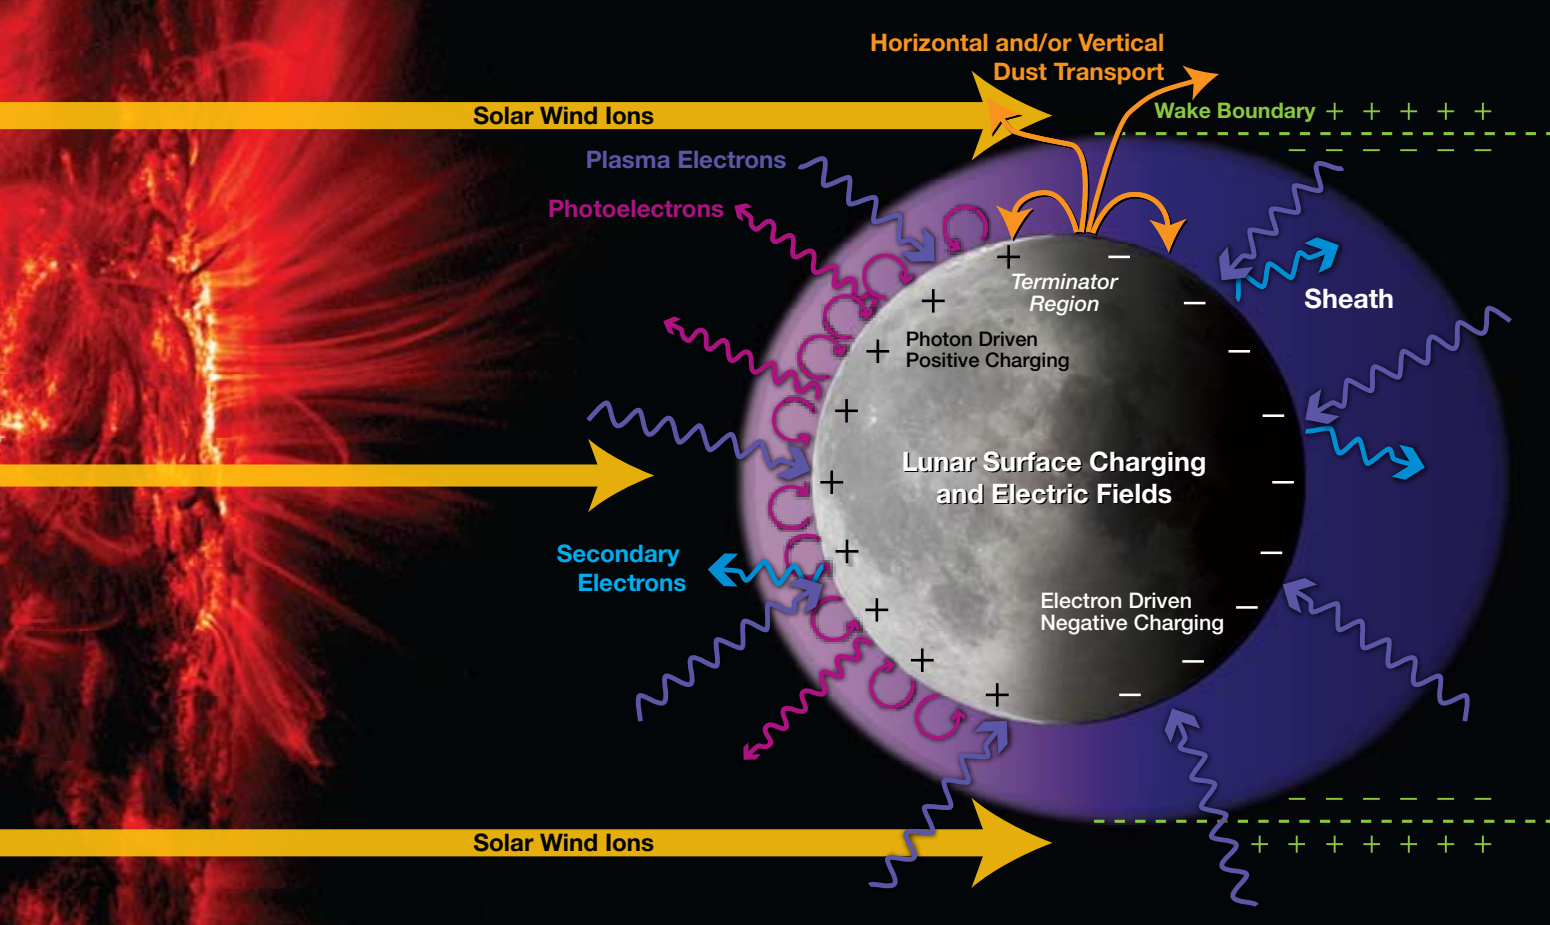 Horizontal and/or Vertical
Dust Transport
Solar Wind Ions
Wake Boundary + + + + +
– – – – – –
Plasma Electrons
Photoelectrons
+ –
Terminator
Region
Sheath
+ –
Photon Driven
Positive Charging
+ –
+ –
Lunar Surface Charging
and Electric Fields
+ –
Secondary
Electrons
+ –
Electron Driven
Negative Charging
+ –
+ –
+ –
– – – – – –
Solar Wind Ions
+ + + + + + +